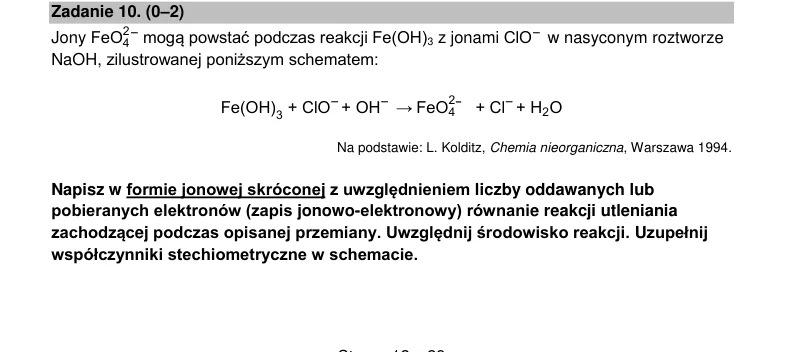 Zadanie 10. (0–2)
Jony FeO₄²⁻ mogą powstać podczas reakcji Fe(OH)₃ z jonami ClO⁻ w nasyconym roztworze
NaOH, zilustrowanej poniższym schematem:
Fe(OH)₃ + ClO⁻ + OH⁻ → FeO₄²⁻ + Cl⁻ + H₂O
Na podstawie: L. Kolditz, Chemia nieorganiczna, Warszawa 1994.
Napisz w formie jonowej skróconej z uwzględnieniem liczby oddawanych lub
pobieranych elektronów (zapis jonowo-elektronowy) równanie reakcji utleniania
zachodzącej podczas opisanej przemiany. Uwzględnij środowisko reakcji. Uzupełnij
współczynniki stechiometryczne w schemacie.